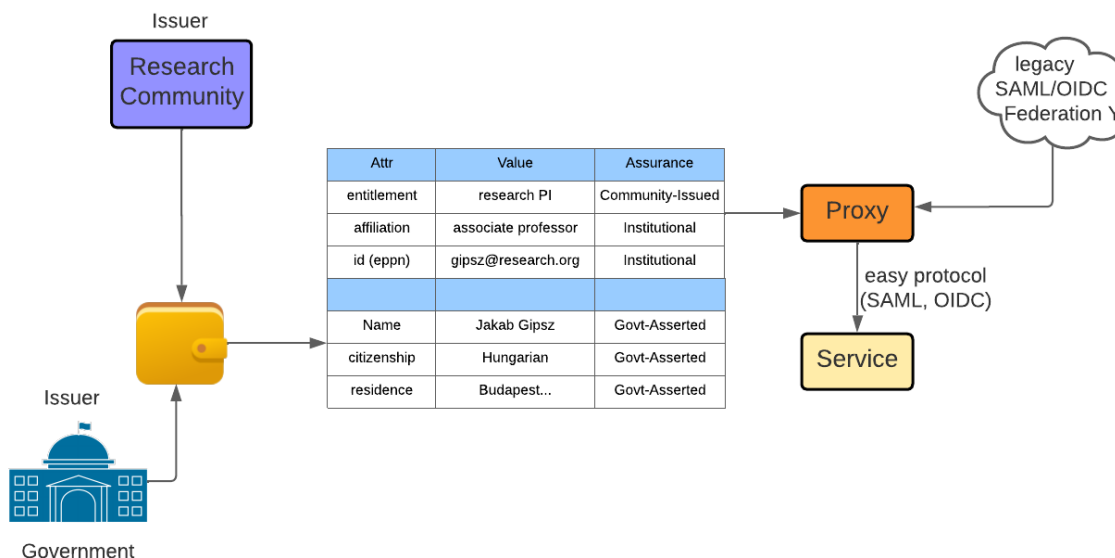 Issuer
Research
Community
legacy
SAML/OIDC
Federation Y
Attr Value Assurance
entitlement research PI Community-Issued
affiliation associate professor Institutional
id (eppn) gipsz@research.org Institutional
Name Jakab Gipsz Govt-Asserted
citizenship Hungarian Govt-Asserted
residence Budapest... Govt-Asserted
Proxy
easy protocol
(SAML, OIDC)
Service
Issuer
Government